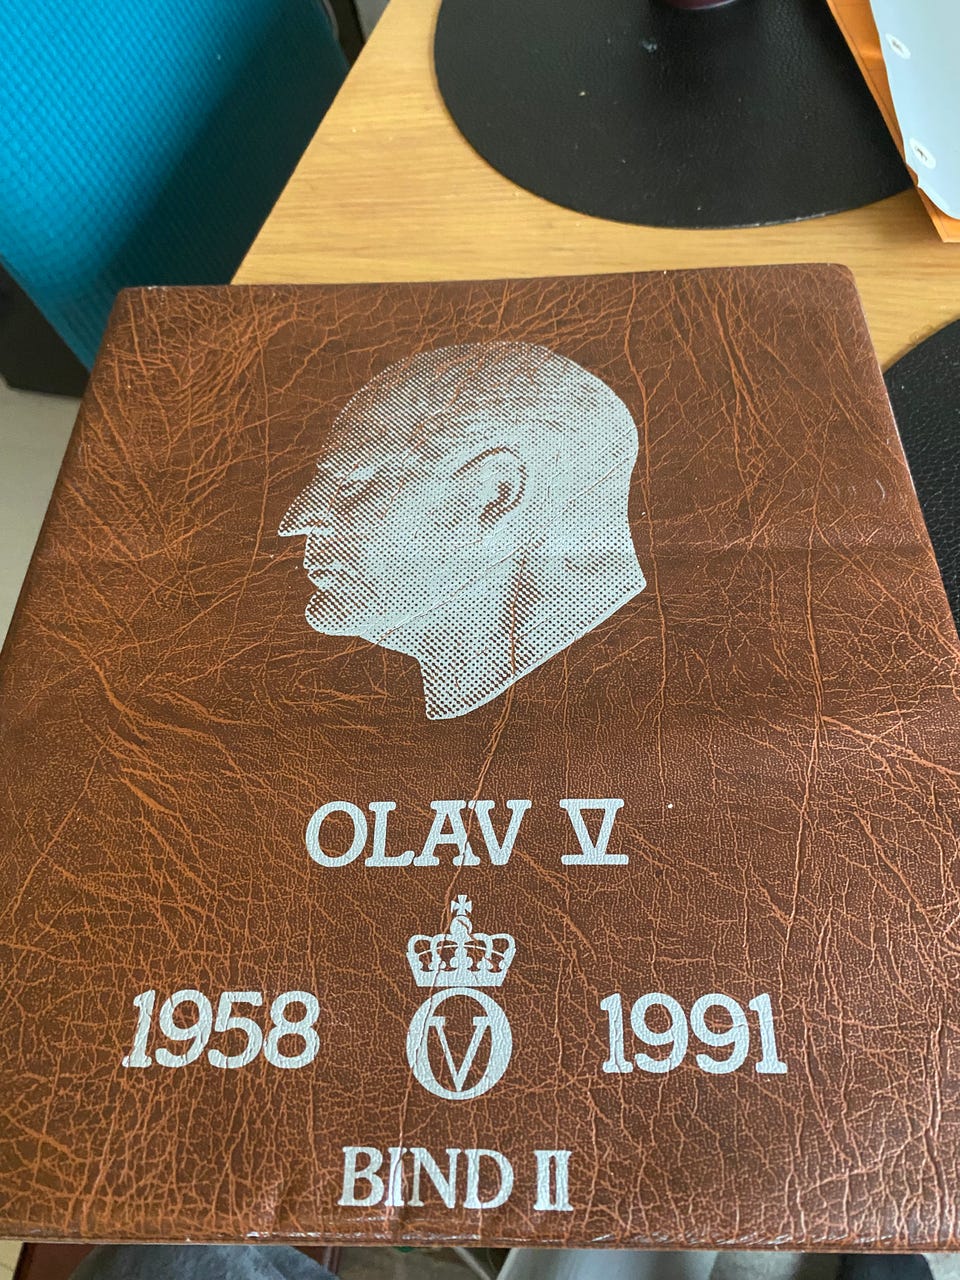 OLAV V
1958 V 1991
BIND II